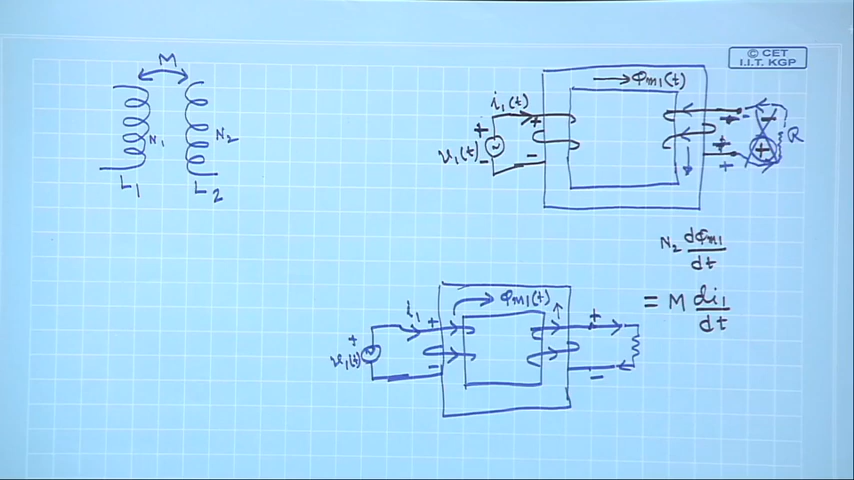 M
N₁
N₂
L₁
L₂
© CET
I.I.T. KGP
→ Φm₁(t)
i₁(t)
+
v₁(t)
-
+
-
+
-
+
+
-
+
R
N₂ dΦm₁/dt
= M di₁/dt
Φm₁(t)
i₁
+
v₁(t)
+
-
+
-